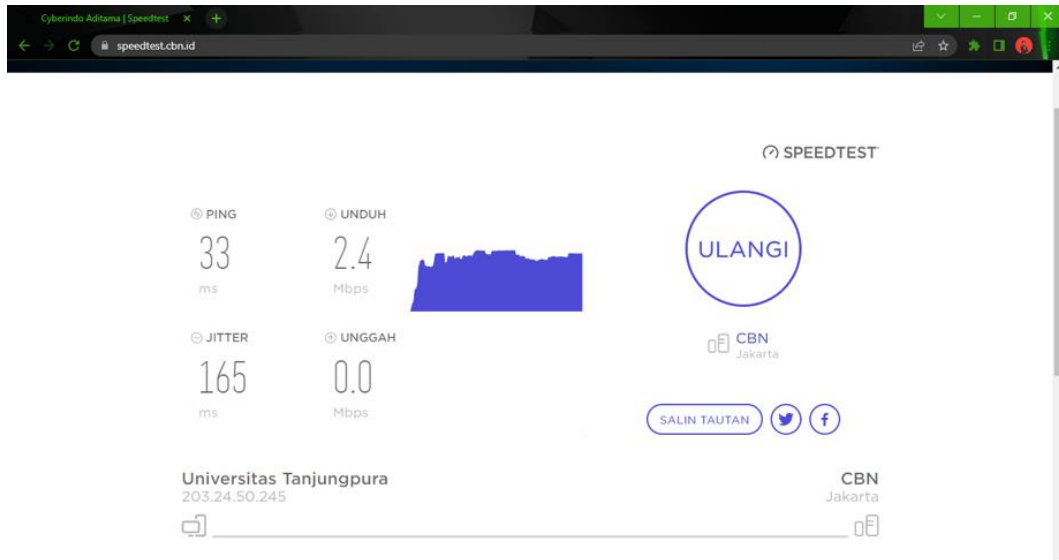 Cyberindo Aditama | Speedtest
speedtest.cbn.id
SPEEDTEST
PING
33
ms
UNDUH
2.4
Mbps
JITTER
165
ms
UNGGAH
0.0
Mbps
ULANGI
CBN
Jakarta
SALIN TAUTAN
Universitas Tanjungpura
203.24.50.245
CBN
Jakarta